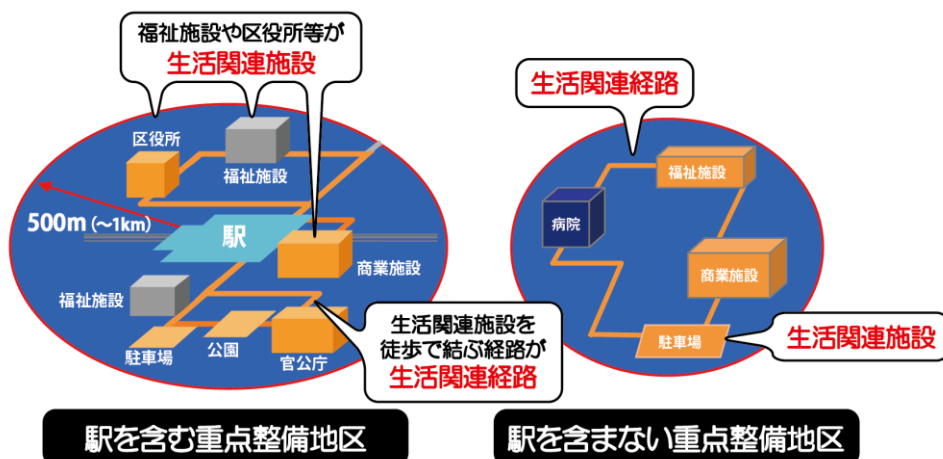 福祉施設や区役所等が
生活関連施設
区役所
福祉施設
500m(〜1km)
駅
商業施設
福祉施設
駐車場
公園
官公庁
生活関連施設を
徒歩で結ぶ経路が
生活関連経路
駅を含む重点整備地区
生活関連経路
福祉施設
病院
商業施設
駐車場
生活関連施設
駅を含まない重点整備地区